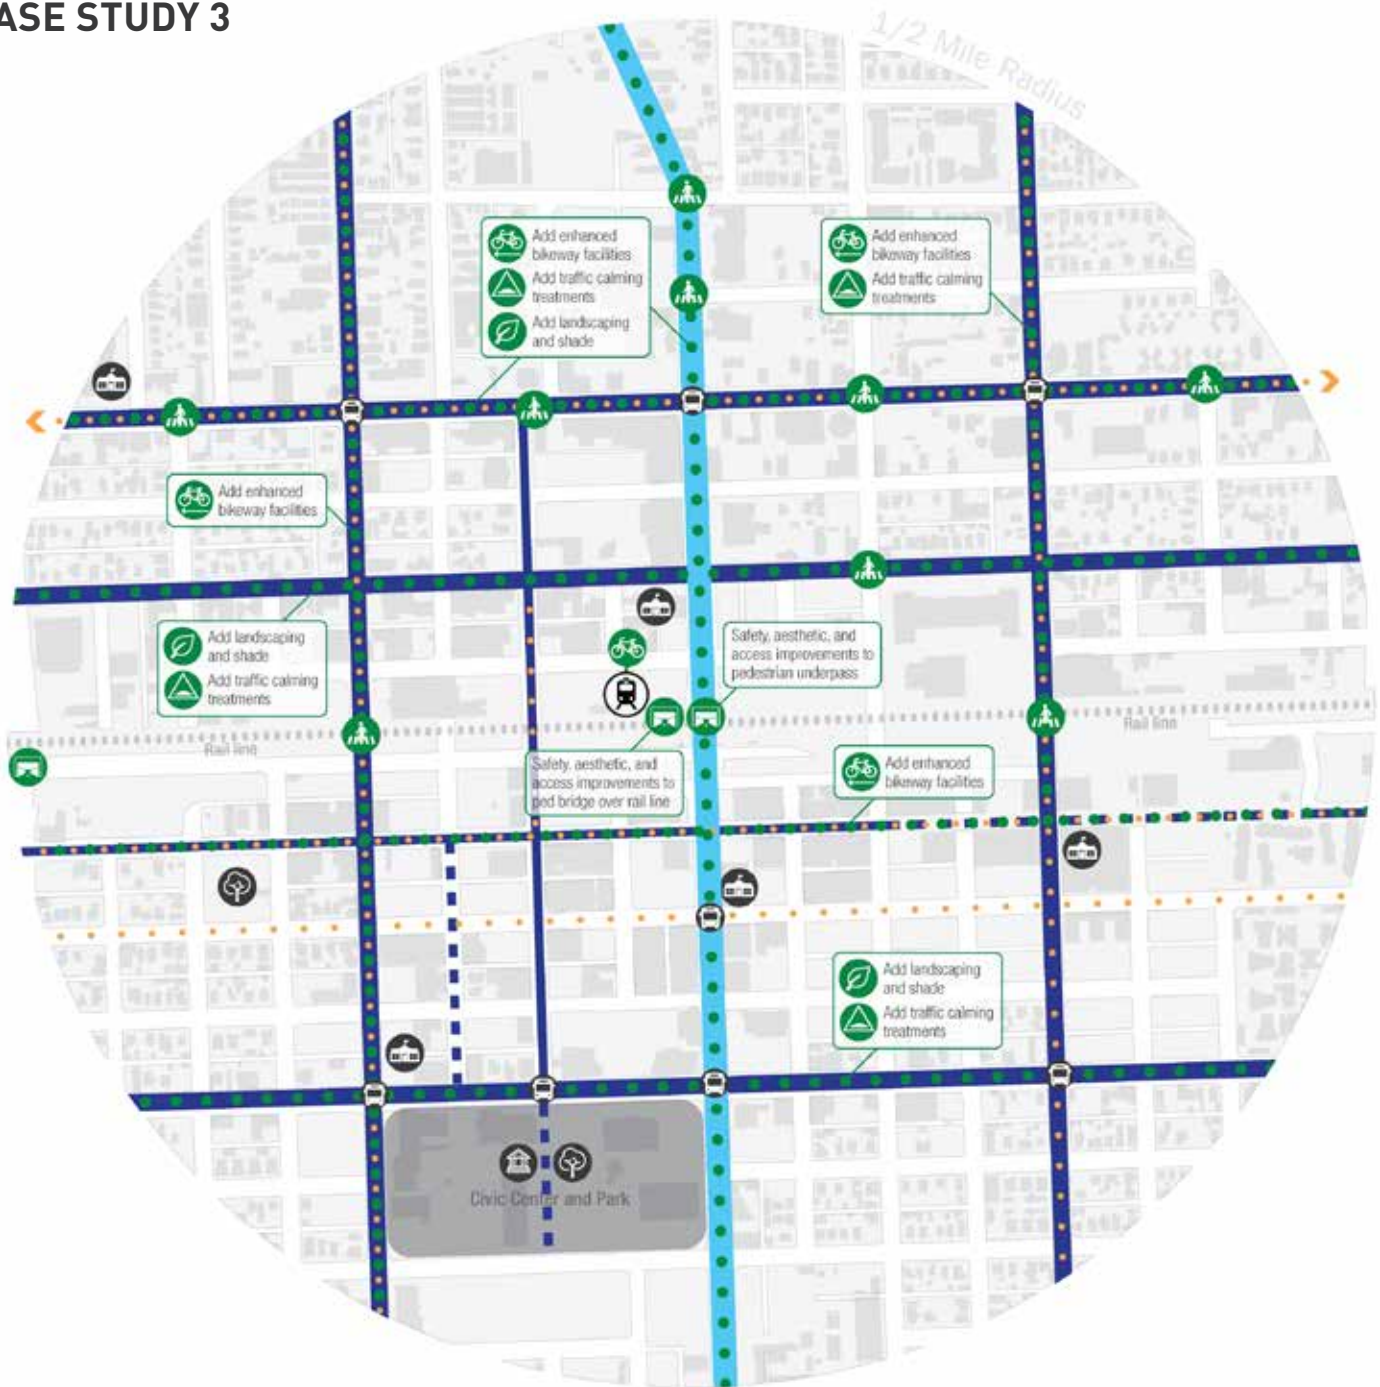 ASE STUDY 3
1/2 Mile Radius
Add enhanced
bikeway facilities
Add traffic calming
treatments
Add landscaping
and shade
Add enhanced
bikeway facilities
Add traffic calming
treatments
Add enhanced
bikeway facilities
Add landscaping
and shade
Add traffic calming
treatments
Safety, aesthetic, and
access improvements to
pedestrian underpass
Rail line
Rail line
Safety, aesthetic, and
access improvements to
ped bridge over rail line
Add enhanced
bikeway facilities
Add landscaping
and shade
Add traffic calming
treatments
Civic Center and Park